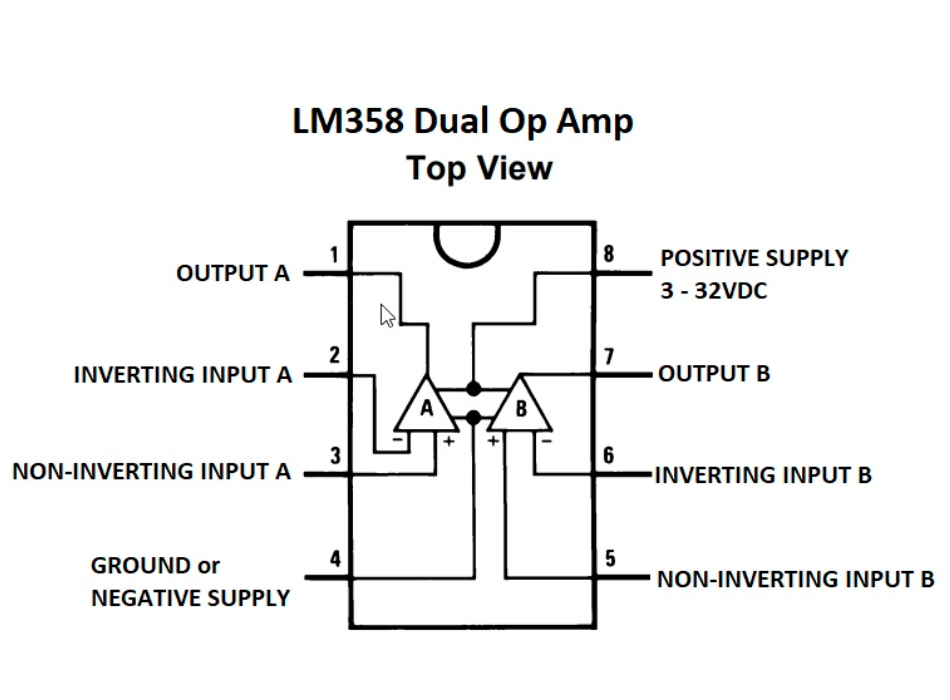 LM358 Dual Op Amp
Top View
1
OUTPUT A
8
POSITIVE SUPPLY
3 - 32VDC
2
INVERTING INPUT A
7
OUTPUT B
A
B
- +
+ -
3
NON-INVERTING INPUT A
6
INVERTING INPUT B
4
GROUND or
NEGATIVE SUPPLY
5
NON-INVERTING INPUT B